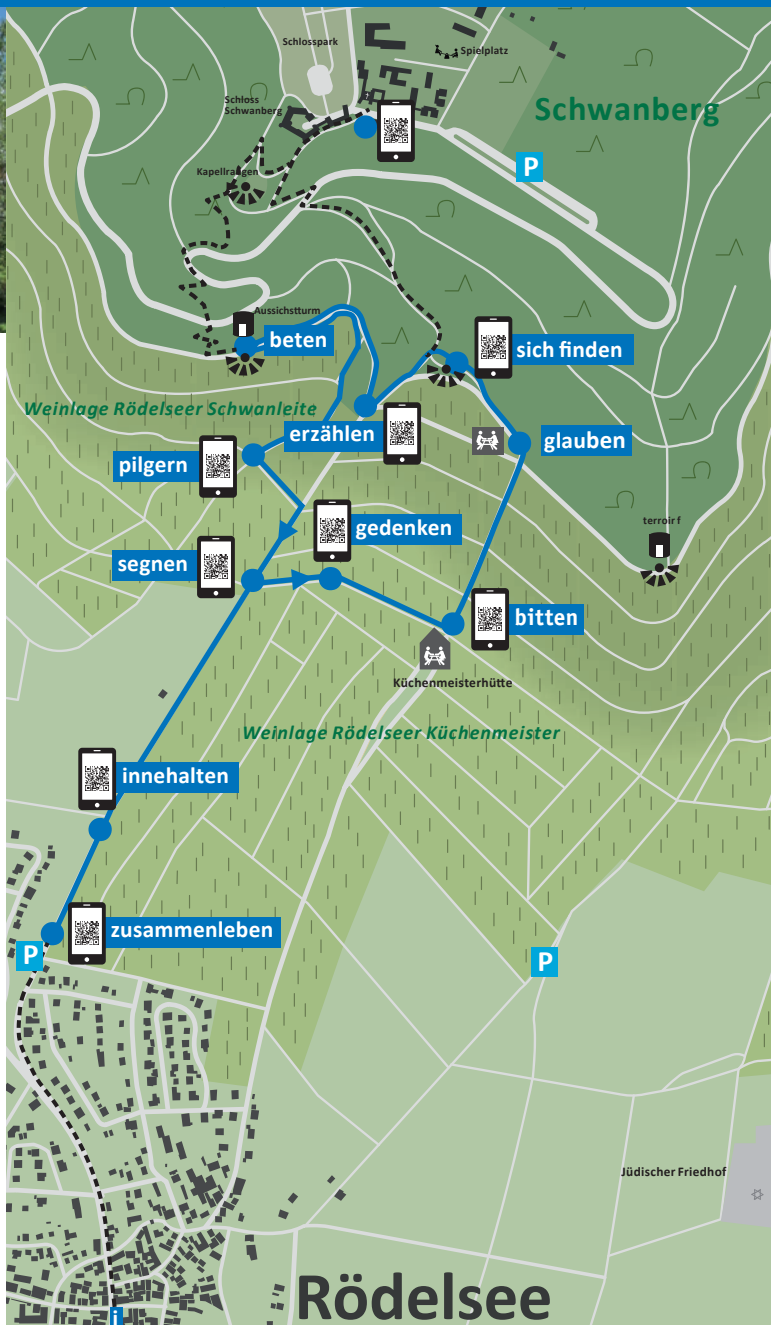 Schlosspark
Spielplatz
Schloss
Schwanberg
Schwanberg
P
Kapellrangen
Aussichstturm
beten
sich finden
Weinlage Rödelseer Schwanleite
erzählen
glauben
pilgern
terroir f
gedenken
segnen
bitten
Küchenmeisterhütte
Weinlage Rödelseer Küchenmeister
innehalten
zusammenleben
P
P
Jüdischer Friedhof
Rödelsee
i